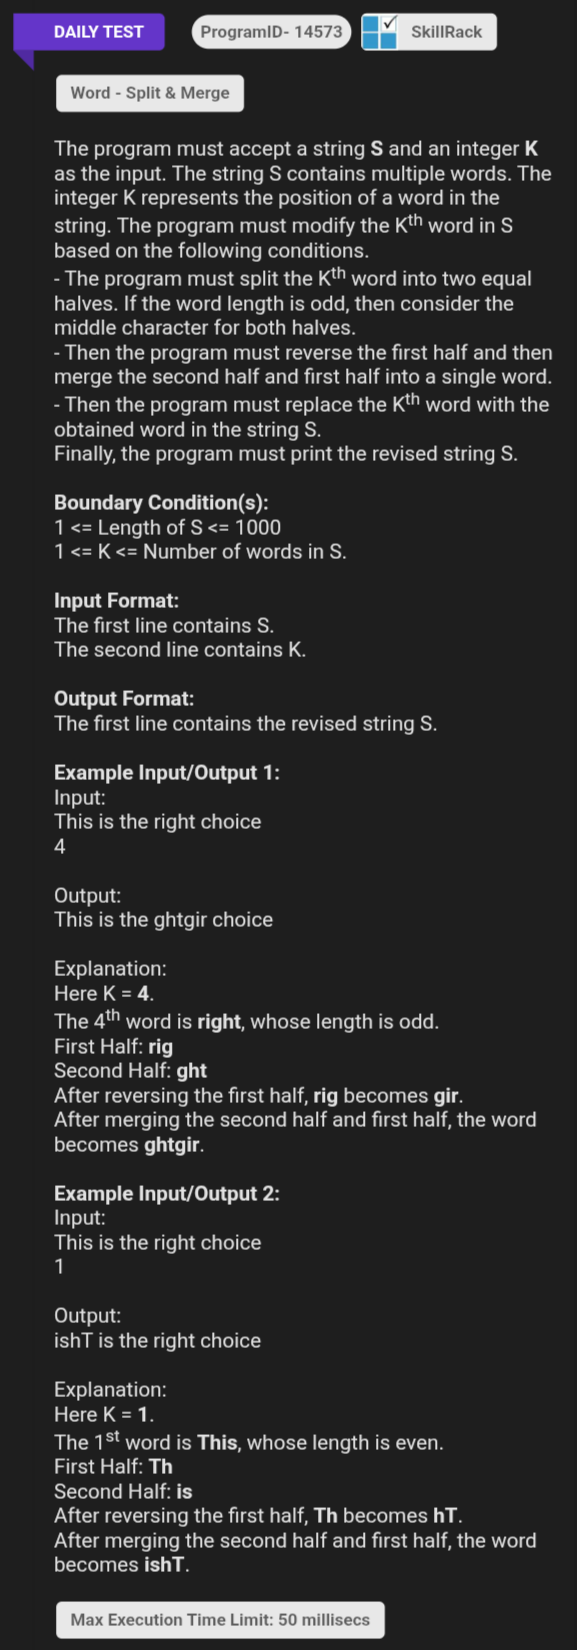 DAILY TEST
ProgramID- 14573
SkillRack
Word - Split & Merge
The program must accept a string S and an integer K
as the input. The string S contains multiple words. The
integer K represents the position of a word in the
string. The program must modify the Kth word in S
based on the following conditions.
- The program must split the Kth word into two equal
halves. If the word length is odd, then consider the
middle character for both halves.
- Then the program must reverse the first half and then
merge the second half and first half into a single word.
- Then the program must replace the Kth word with the
obtained word in the string S.
Finally, the program must print the revised string S.
Boundary Condition(s):
1 <= Length of S <= 1000
1 <= K <= Number of words in S.
Input Format:
The first line contains S.
The second line contains K.
Output Format:
The first line contains the revised string S.
Example Input/Output 1:
Input:
This is the right choice
4
Output:
This is the ghtgir choice
Explanation:
Here K = 4.
The 4th word is right, whose length is odd.
First Half: rig
Second Half: ght
After reversing the first half, rig becomes gir.
After merging the second half and first half, the word
becomes ghtgir.
Example Input/Output 2:
Input:
This is the right choice
1
Output:
ishT is the right choice
Explanation:
Here K = 1.
The 1st word is This, whose length is even.
First Half: Th
Second Half: is
After reversing the first half, Th becomes hT.
After merging the second half and first half, the word
becomes ishT.
Max Execution Time Limit: 50 millisecs